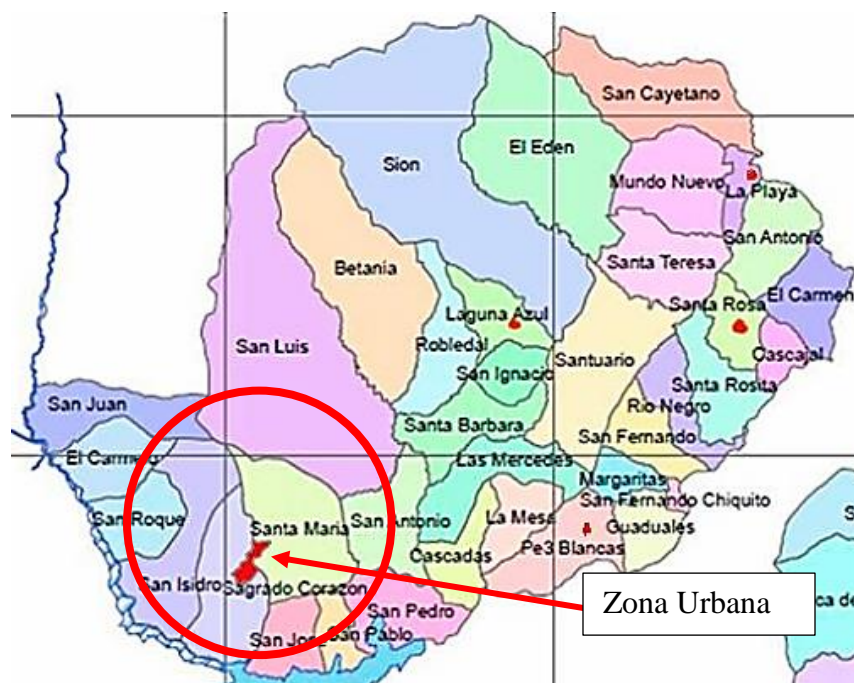 San Cayetano
El Eden
Sion
Mundo Nuevo
La Playa
San Antonio
Betania
Santa Teresa
El Carmen
Santa Rosa
Laguna Azul
Robledal
San Luis
Santuario
Cascajal
San Ignacio
Santa Rosita
San Juan
Rio Negro
Santa Barbara
San Fernando
El Carmelo
Las Mercedes
Margaritas
San Fernando Chiquito
San Roque
Santa Maria
San Antonio
La Mesa
Guaduales
Cascadas
Pe3 Blancas
San Isidro
Sagrado Corazon
Zona Urbana
San Pedro
San Pablo